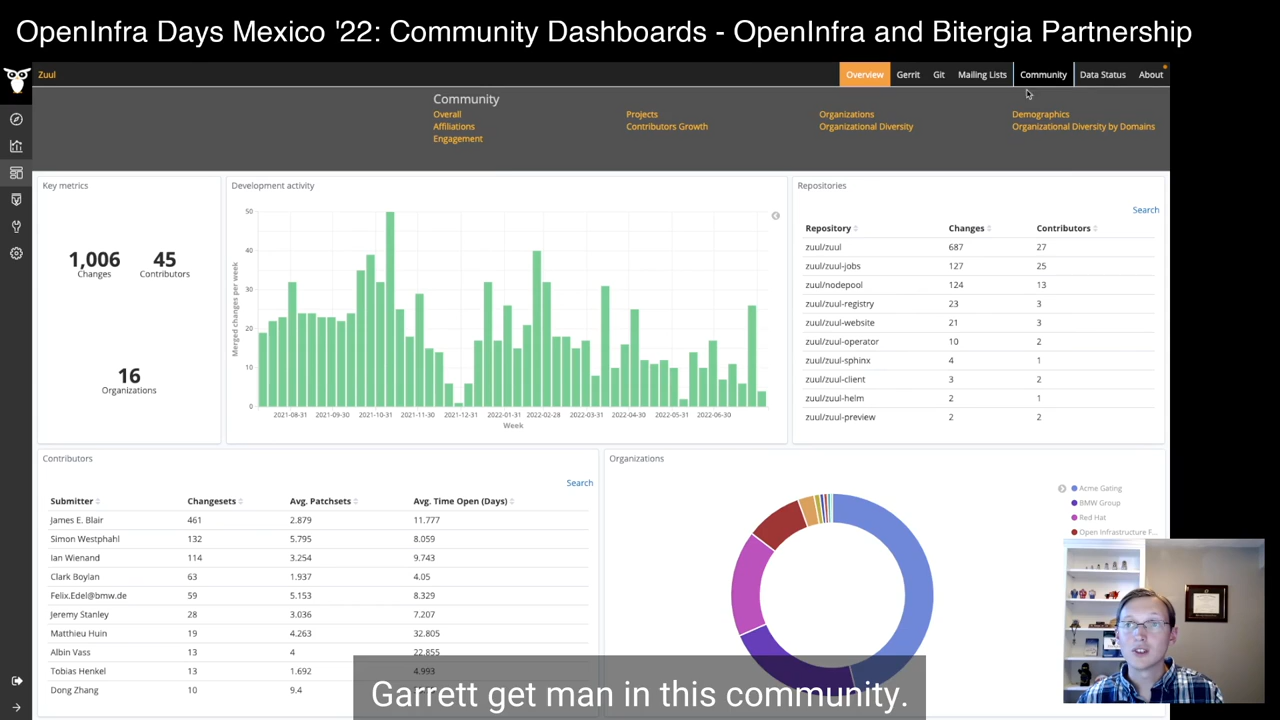 OpenInfra Days Mexico '22: Community Dashboards - OpenInfra and Bitergia Partnership
Zuul
Overview Gerrit Git Mailing Lists Community Data Status About
Community
Overall Projects Organizations Demographics
Affiliations Contributors Growth Organizational Diversity Organizational Diversity by Domains
Engagement
Key metrics
1,006
Changes
45
Contributors
16
Organizations
Development activity
50
40
30
20
10
0
Merged changes per week
2021-08-31 2021-09-30 2021-10-31 2021-11-30 2021-12-31 2022-01-31 2022-02-28 2022-03-31 2022-04-30 2022-05-31 2022-06-30
Week
Repositories
Search
Repository Changes Contributors
zuul/zuul 687 27
zuul/zuul-jobs 127 25
zuul/nodepool 124 13
zuul/zuul-registry 23 3
zuul/zuul-website 21 3
zuul/zuul-operator 10 2
zuul/zuul-sphinx 4 1
zuul/zuul-client 3 2
zuul/zuul-helm 2 1
zuul/zuul-preview 2 2
Contributors
Search
Submitter Changesets Avg. Patchsets Avg. Time Open (Days)
James E. Blair 461 2.879 11.777
Simon Westphahl 132 5.795 8.059
Ian Wienand 114 3.254 9.743
Clark Boylan 63 1.937 4.05
Felix.Edel@bmw.de 59 5.153 8.329
Jeremy Stanley 28 3.036 7.207
Matthieu Huin 19 4.263 32.805
Albin Vass 13 4 22.855
Tobias Henkel 13 1.692 4.993
Dong Zhang 10 9.4
Organizations
Acme Gating
BMW Group
Red Hat
Open Infrastructure F...
Garrett get man in this community.